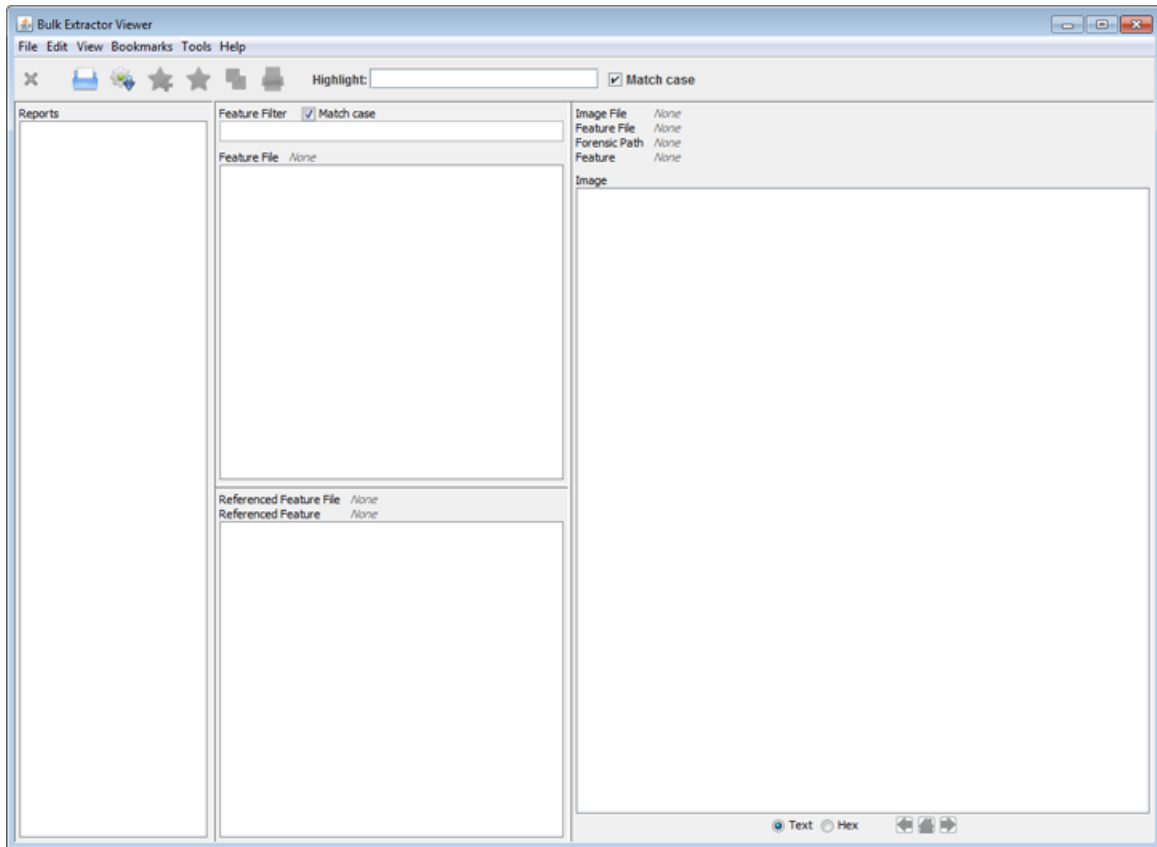 Bulk Extractor Viewer
File Edit View Bookmarks Tools Help
Highlight: Match case
Reports
Feature Filter Match case
Feature File None
Referenced Feature File None
Referenced Feature None
Image File None
Feature File None
Forensic Path None
Feature None
Image
Text Hex